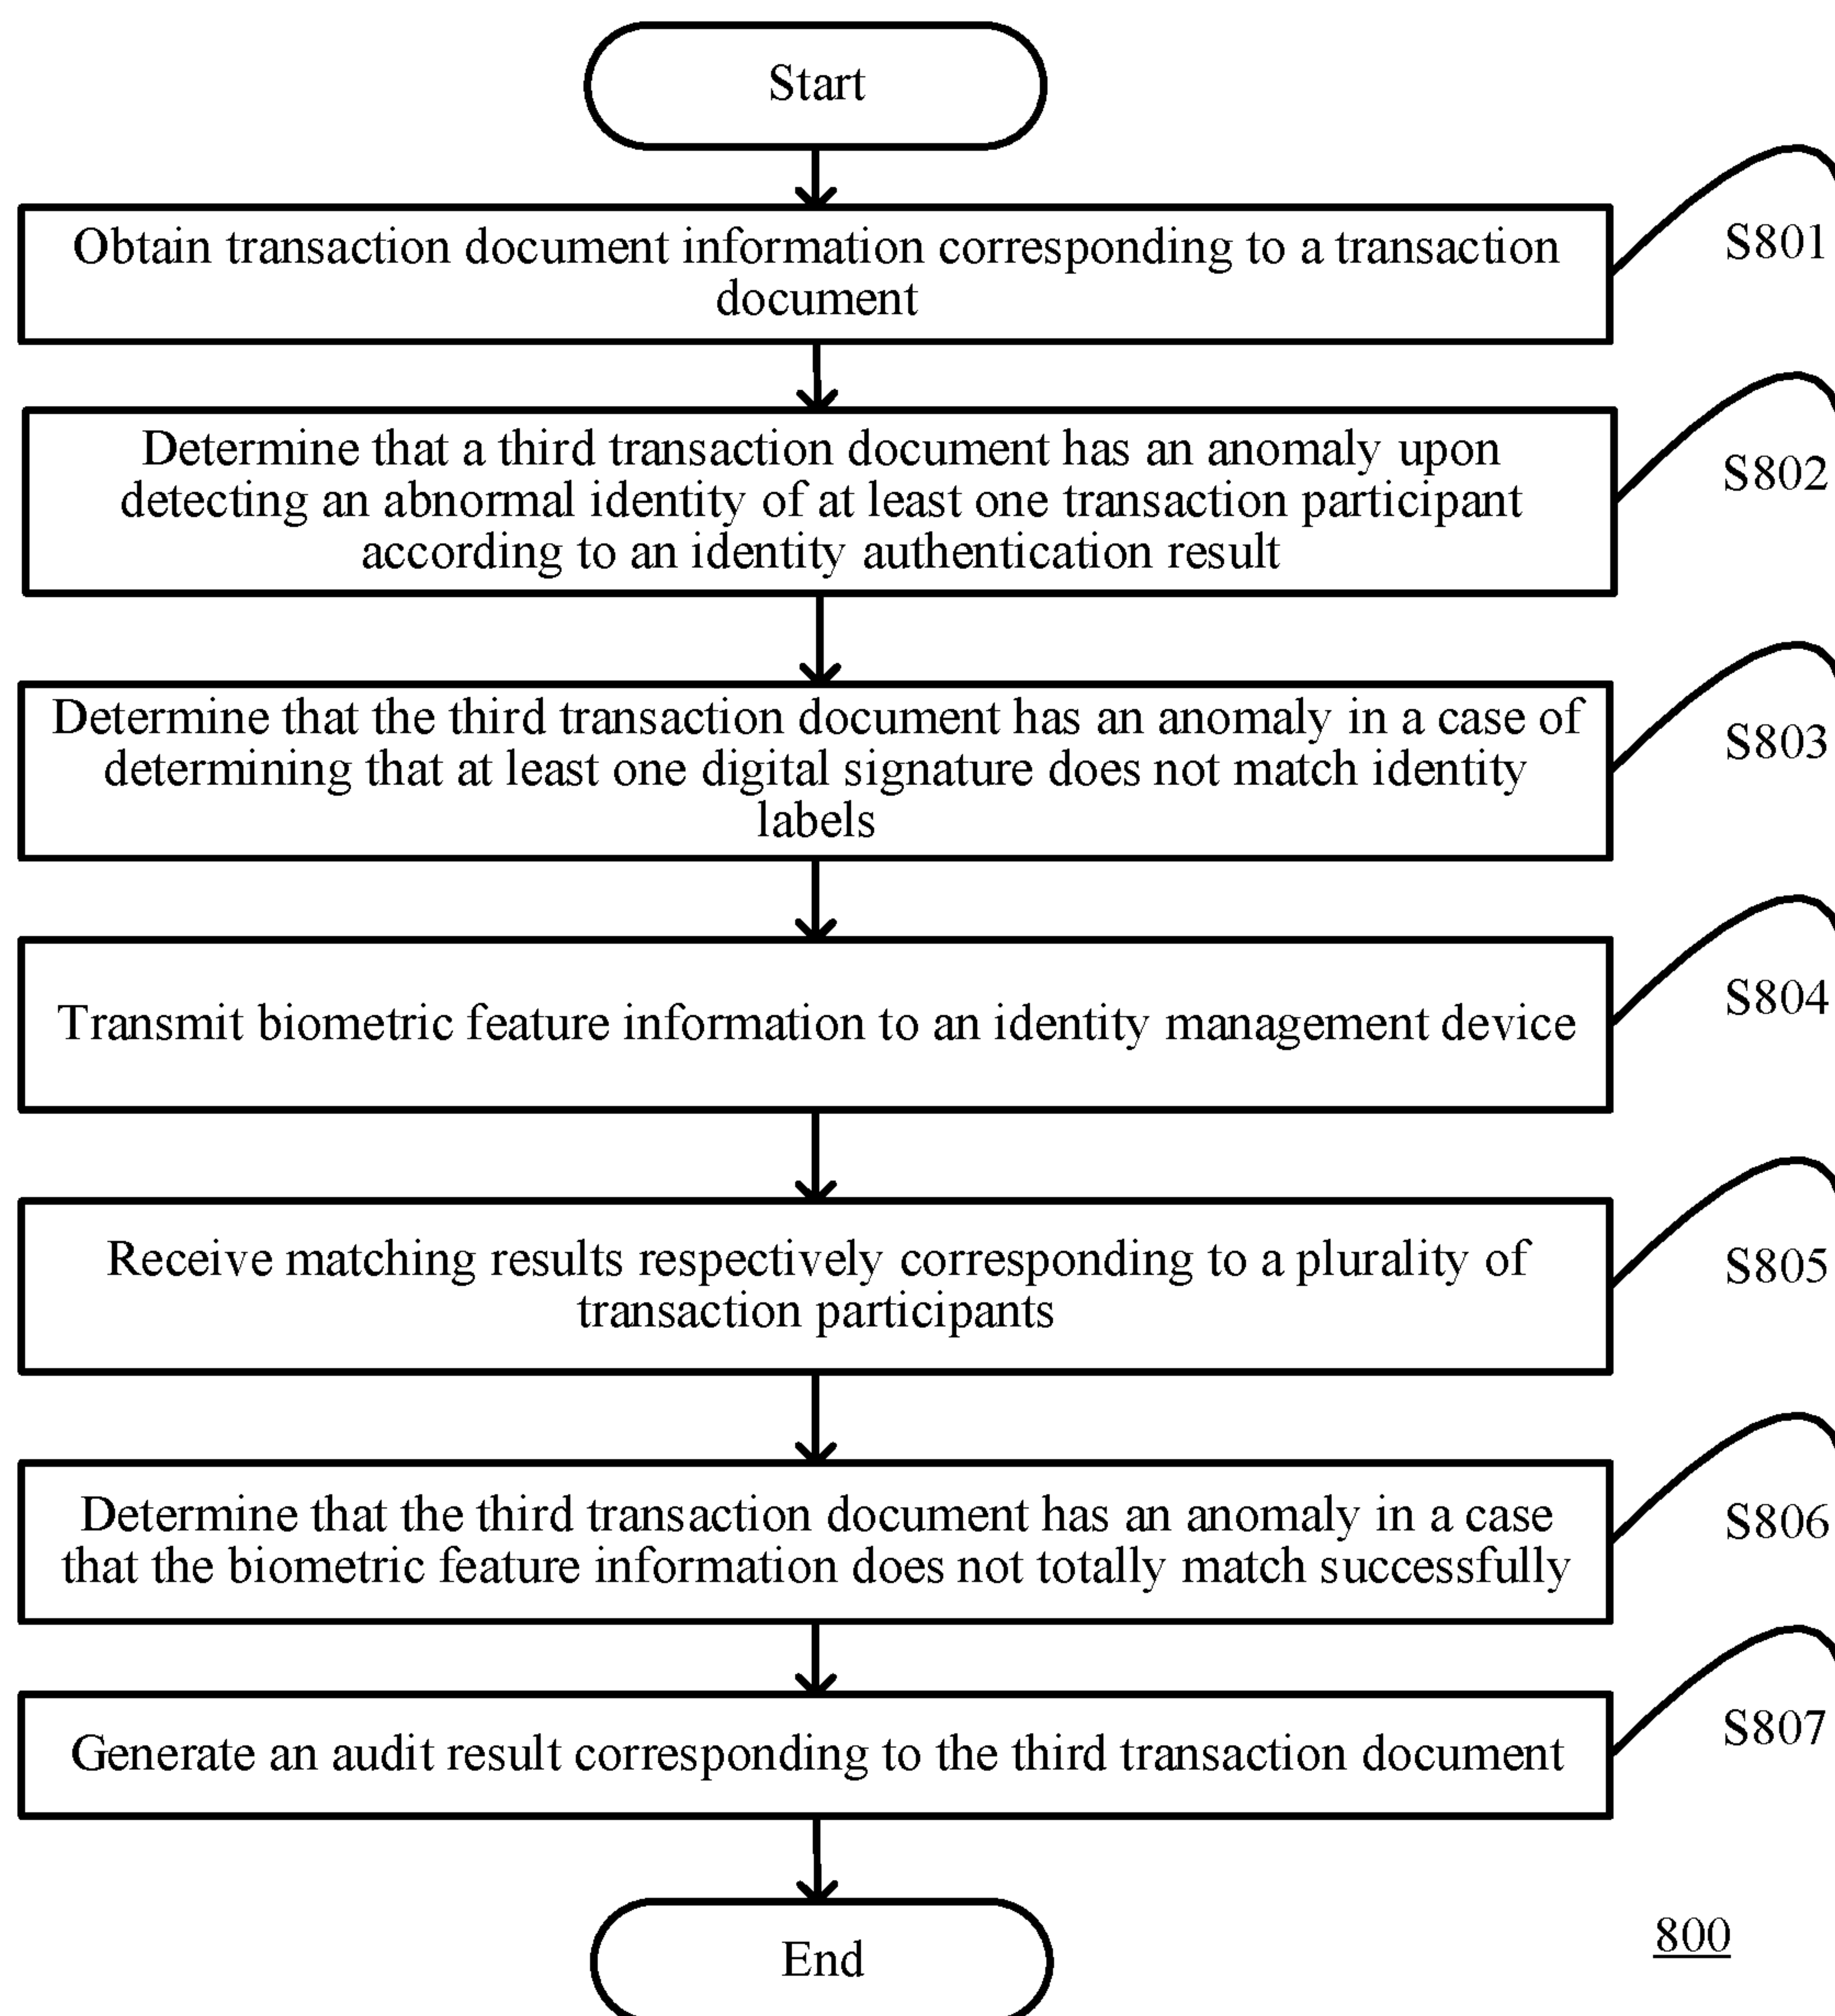 Start
Obtain transaction document information corresponding to a transaction
document
S801
Determine that a third transaction document has an anomaly upon
detecting an abnormal identity of at least one transaction participant
according to an identity authentication result
S802
Determine that the third transaction document has an anomaly in a case of
determining that at least one digital signature does not match identity
labels
S803
Transmit biometric feature information to an identity management device
S804
Receive matching results respectively corresponding to a plurality of
transaction participants
S805
Determine that the third transaction document has an anomaly in a case
that the biometric feature information does not totally match successfully
S806
Generate an audit result corresponding to the third transaction document
S807
End
800